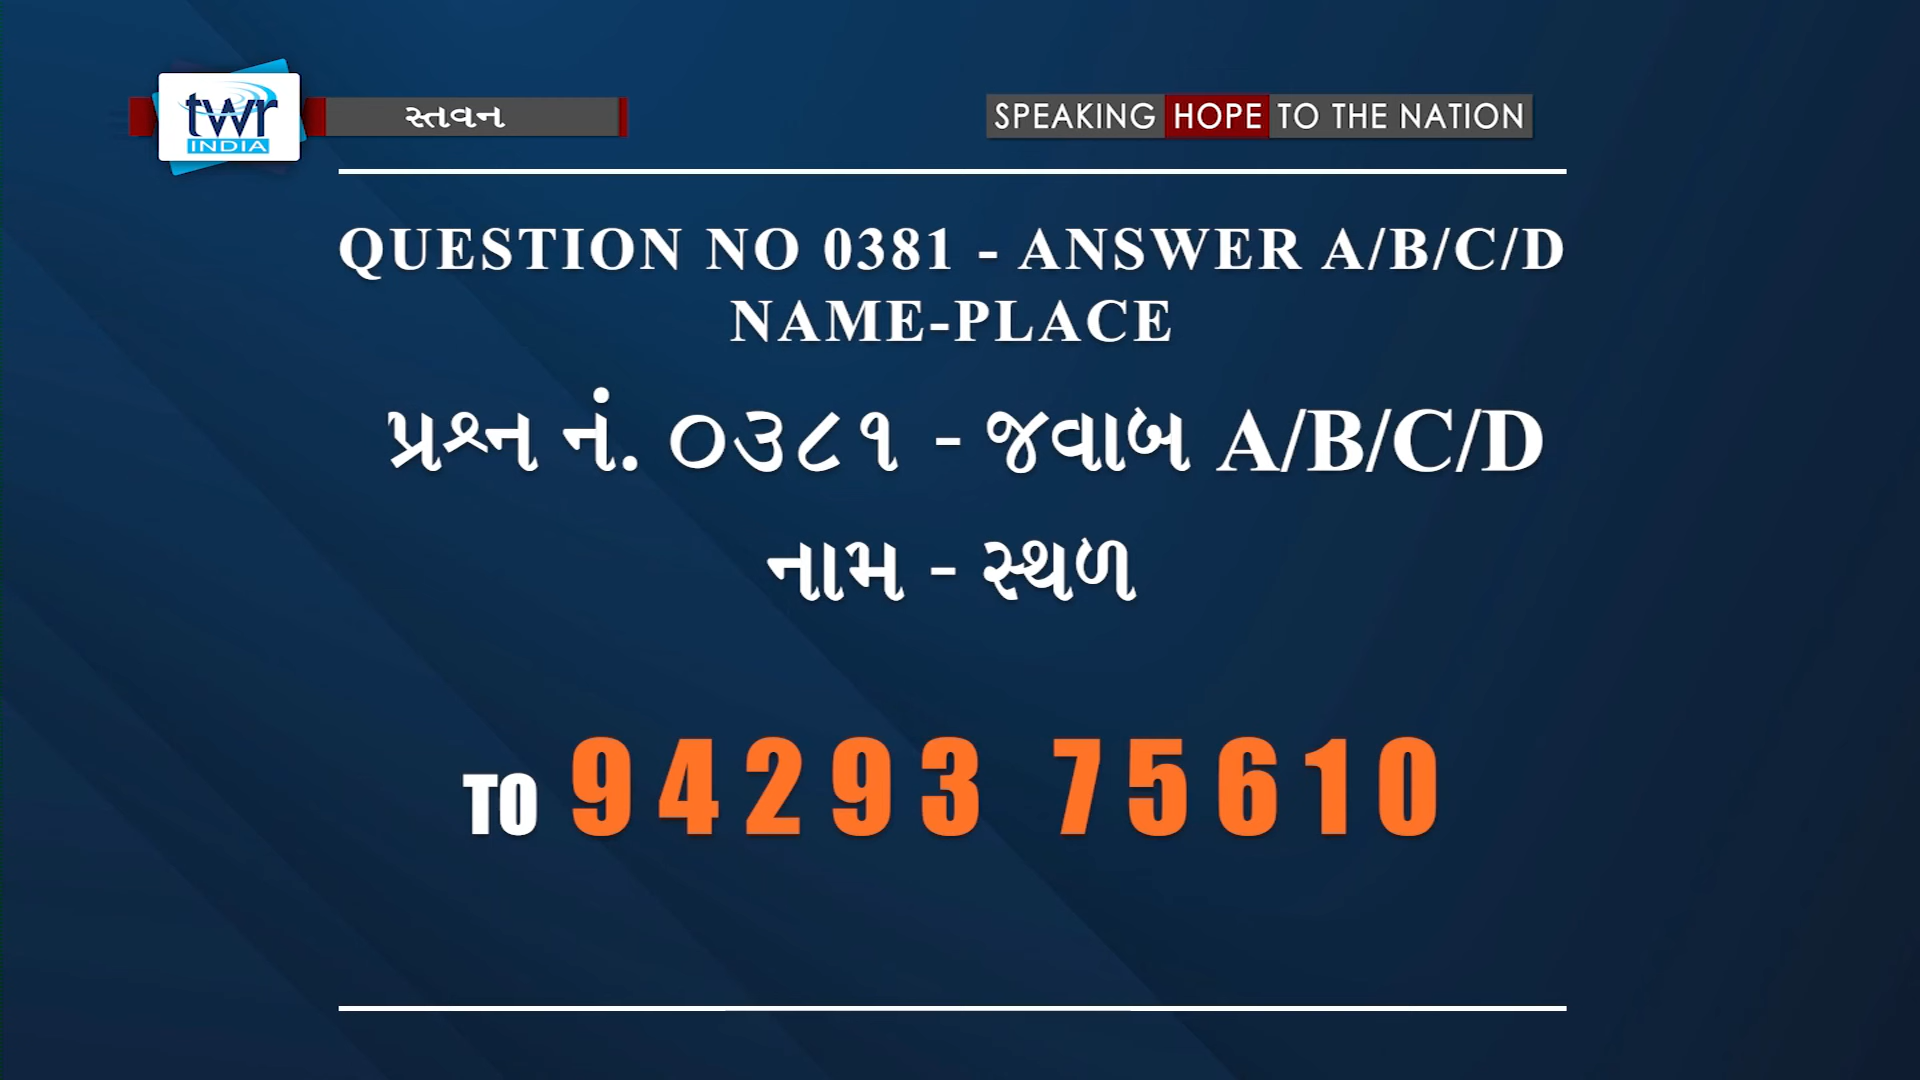 twr
INDIA
સ્તવન
SPEAKING HOPE TO THE NATION
QUESTION NO 0381 - ANSWER A/B/C/D
NAME-PLACE
પ્રશ્ન નં. ૦૩૮૧ - જવાબ A/B/C/D
નામ - સ્થળ
TO 94293 75610